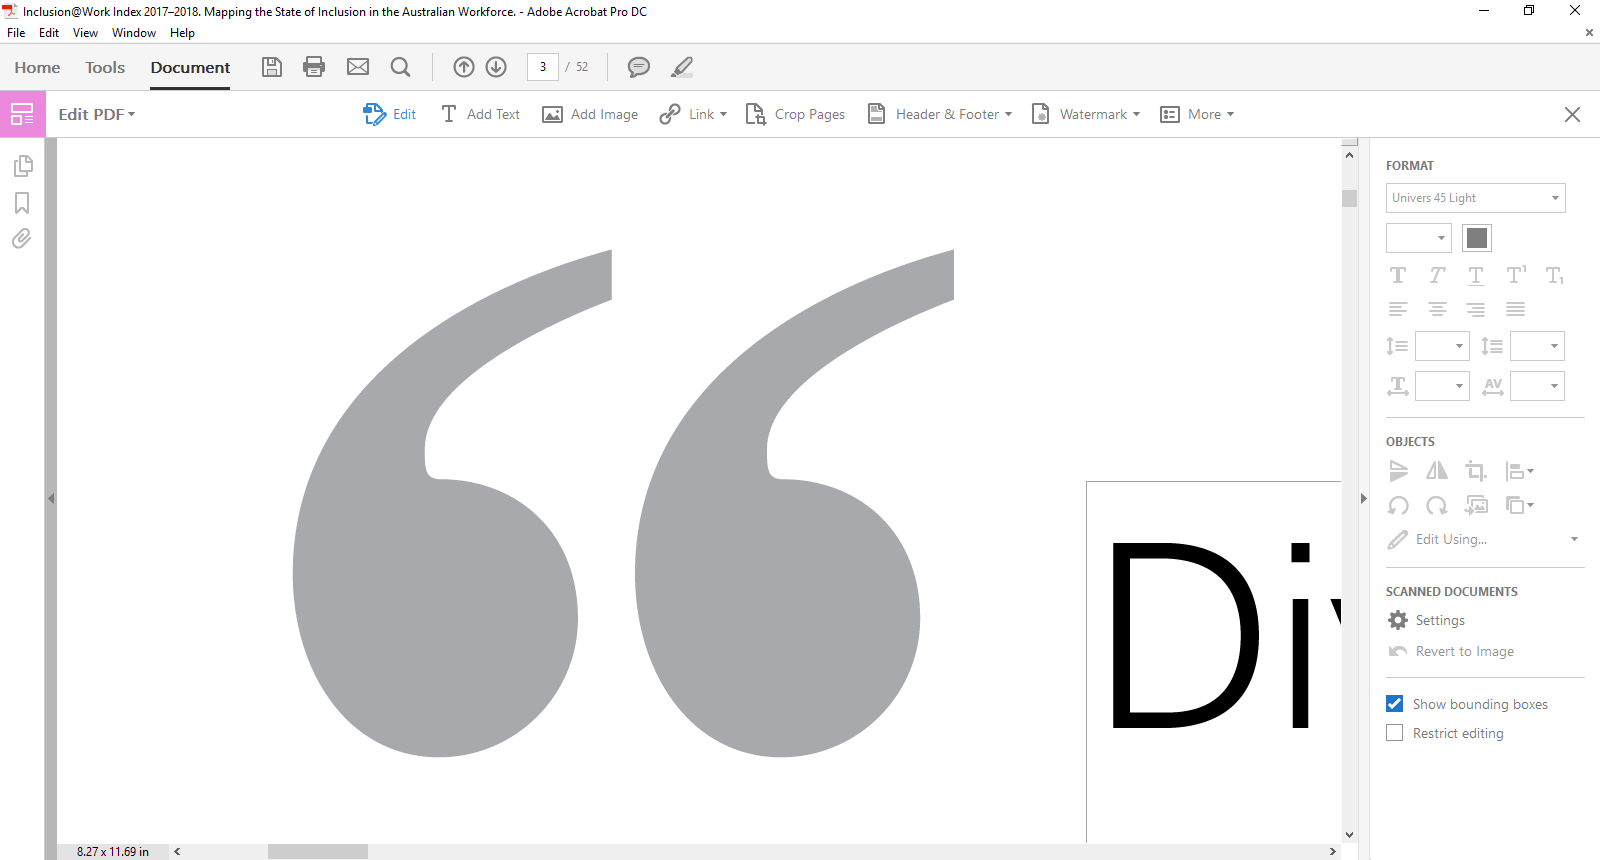 Inclusion@Work Index 2017–2018. Mapping the State of Inclusion in the Australian Workforce. - Adobe Acrobat Pro DC
File Edit View Window Help
Home Tools Document 3 / 52
Edit PDF Edit Add Text Add Image Link Crop Pages Header & Footer Watermark More
FORMAT
Univers 45 Light
OBJECTS
Edit Using...
SCANNED DOCUMENTS
Settings
Revert to Image
Show bounding boxes
Restrict editing
“
Di
8.27 x 11.69 in